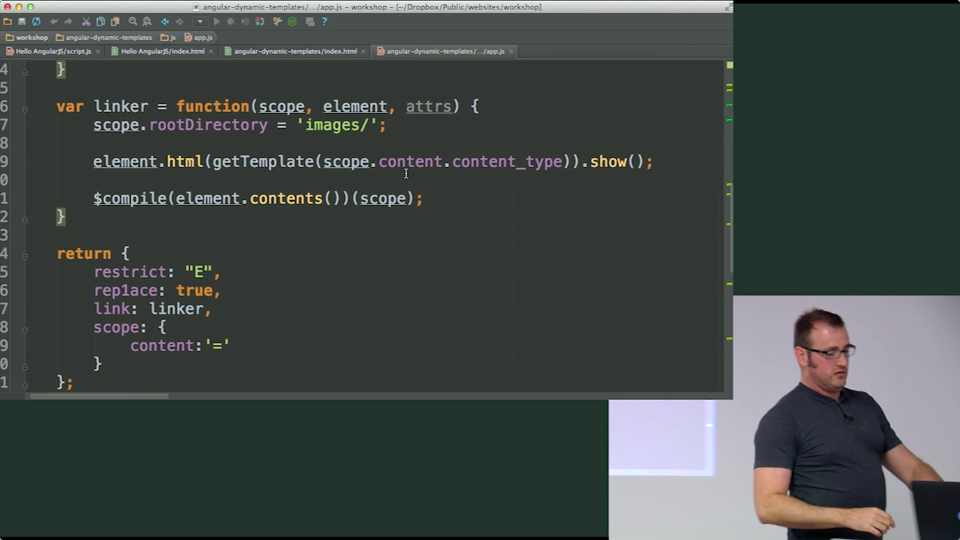 angular-dynamic-templates/.../app.js - workshop - [~/Dropbox/Public/websites/workshop]
workshop angular-dynamic-templates js app.js
Hello AngularJS/script.js Hello AngularJS/index.html angular-dynamic-templates/index.html angular-dynamic-templates/.../app.js
4 }
5
6 var linker = function(scope, element, attrs) {
7 scope.rootDirectory = 'images/';
8
9 element.html(getTemplate(scope.content.content_type)).show();
0
1 $compile(element.contents())(scope);
2 }
3
4 return {
5 restrict: "E",
6 rep1ace: true,
7 link: linker,
8 scope: {
9 content:'='
0 }
1 };